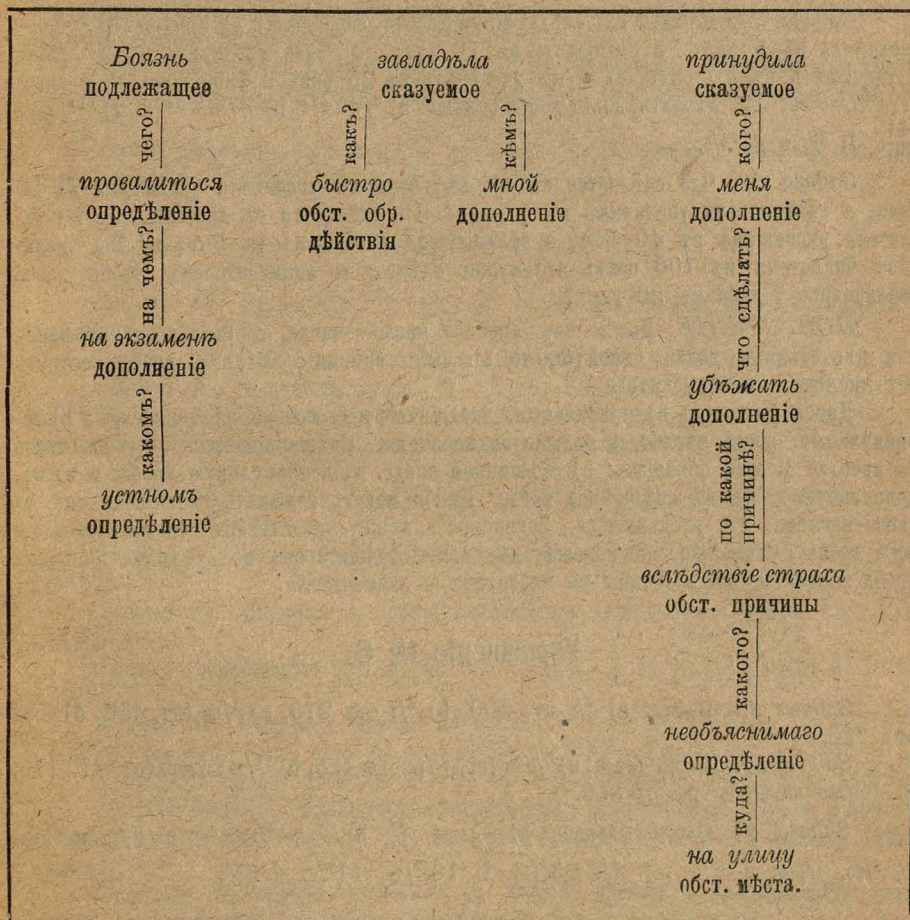 Боязнь
подлежащее
чего?
провалиться
опредѣленіе
на чомъ?
на экзаменѣ
дополненіе
какомъ?
устномъ
опредѣленіе
завладѣла
сказуемое
какъ?
быстро
обст. обр.
дѣйствія
кѣмъ?
мной
дополненіе
принудила
сказуемое
кого?
меня
дополненіе
что сдѣлать?
убѣжать
дополненіе
по какой
причинѣ?
вслѣдствіе страха
обст. причины
какого?
необъяснимаго
опредѣленіе
куда?
на улицу
обст. мѣста.